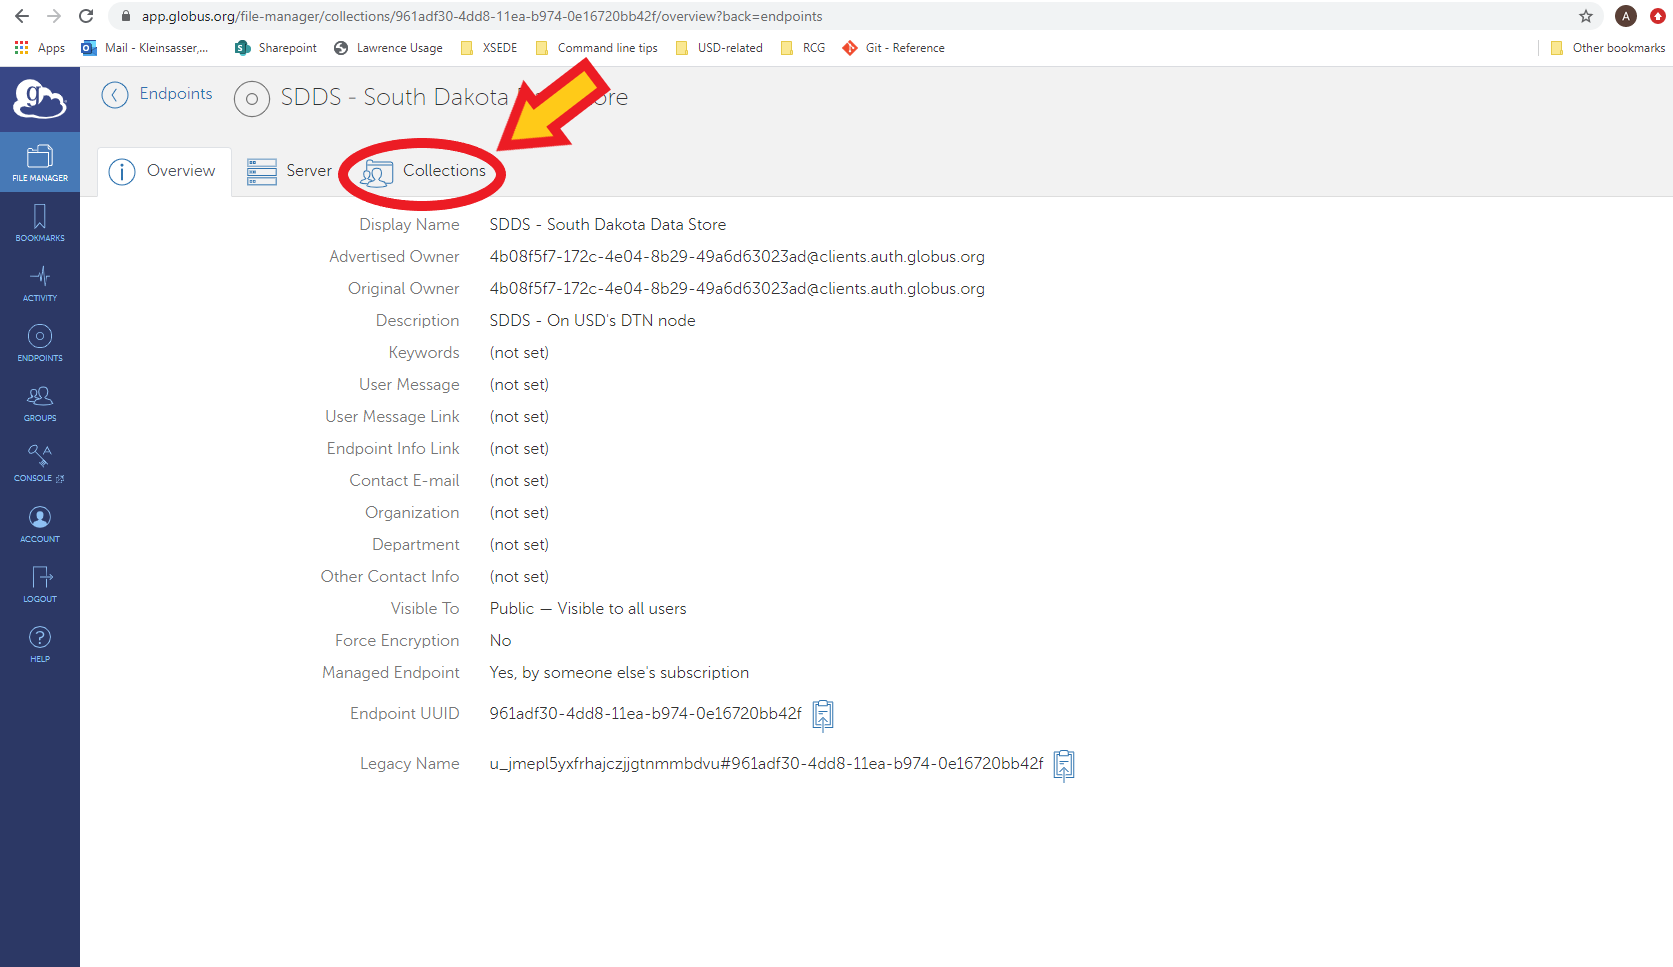 app.globus.org/file-manager/collections/961adf30-4dd8-11ea-b974-0e16720bb42f/overview?back=endpoints
A
Apps
Mail - Kleinsasser,...
Sharepoint
Lawrence Usage
XSEDE
Command line tips
USD-related
RCG
Git - Reference
Other bookmarks
g
Endpoints
SDDS - South Dakota
ore
FILE MANAGER
BOOKMARKS
ACTIVITY
ENDPOINTS
GROUPS
CONSOLE
ACCOUNT
LOGOUT
HELP
Overview
Server
Collections
Display Name SDDS - South Dakota Data Store
Advertised Owner 4b08f5f7-172c-4e04-8b29-49a6d63023ad@clients.auth.globus.org
Original Owner 4b08f5f7-172c-4e04-8b29-49a6d63023ad@clients.auth.globus.org
Description SDDS - On USD's DTN node
Keywords (not set)
User Message (not set)
User Message Link (not set)
Endpoint Info Link (not set)
Contact E-mail (not set)
Organization (not set)
Department (not set)
Other Contact Info (not set)
Visible To Public — Visible to all users
Force Encryption No
Managed Endpoint Yes, by someone else's subscription
Endpoint UUID 961adf30-4dd8-11ea-b974-0e16720bb42f
Legacy Name u_jmepl5yxfrhajczjjgtnmmbdvu#961adf30-4dd8-11ea-b974-0e16720bb42f